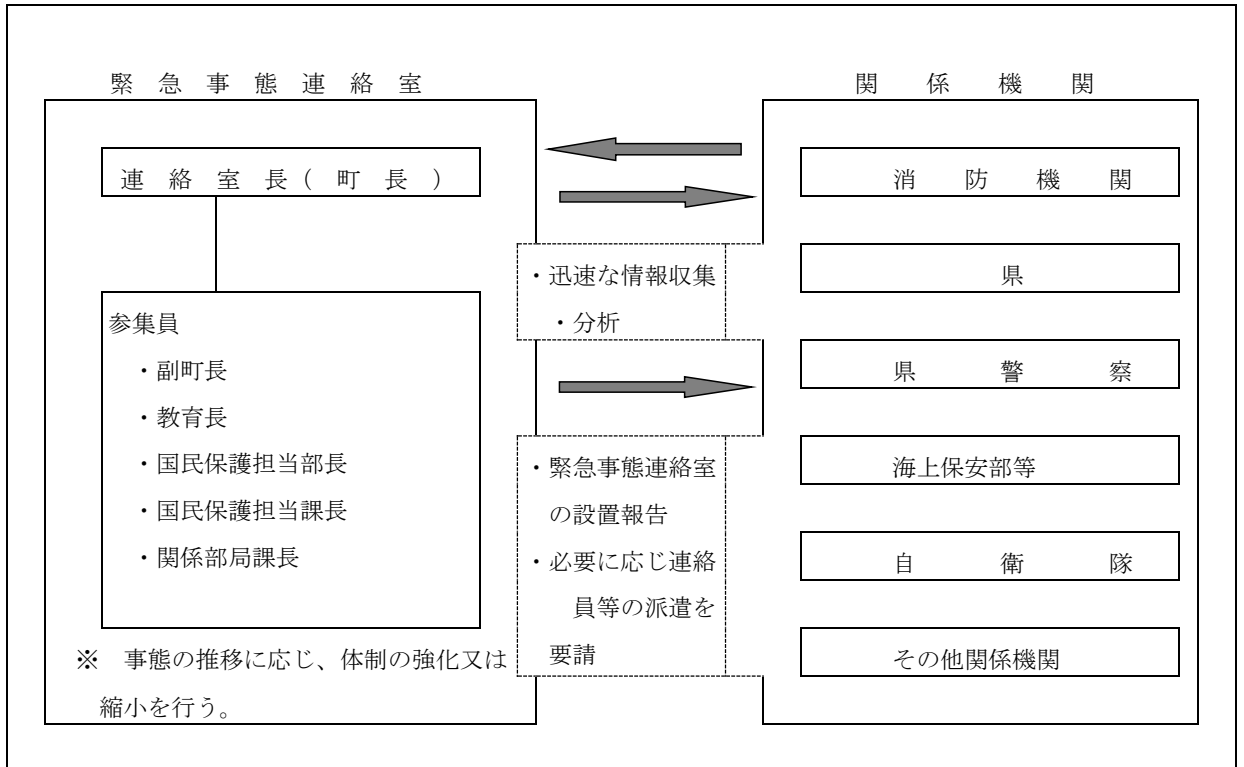 緊急事態連絡室
連絡室長(町長)
参集員
・副町長
・教育長
・国民保護担当部長
・国民保護担当課長
・関係部局課長
※ 事態の推移に応じ、体制の強化又は
縮小を行う。
・迅速な情報収集
・分析
・緊急事態連絡室
の設置報告
・必要に応じ連絡
員等の派遣を
要請
関係機関
消防機関
県
県警察
海上保安部等
自衛隊
その他関係機関